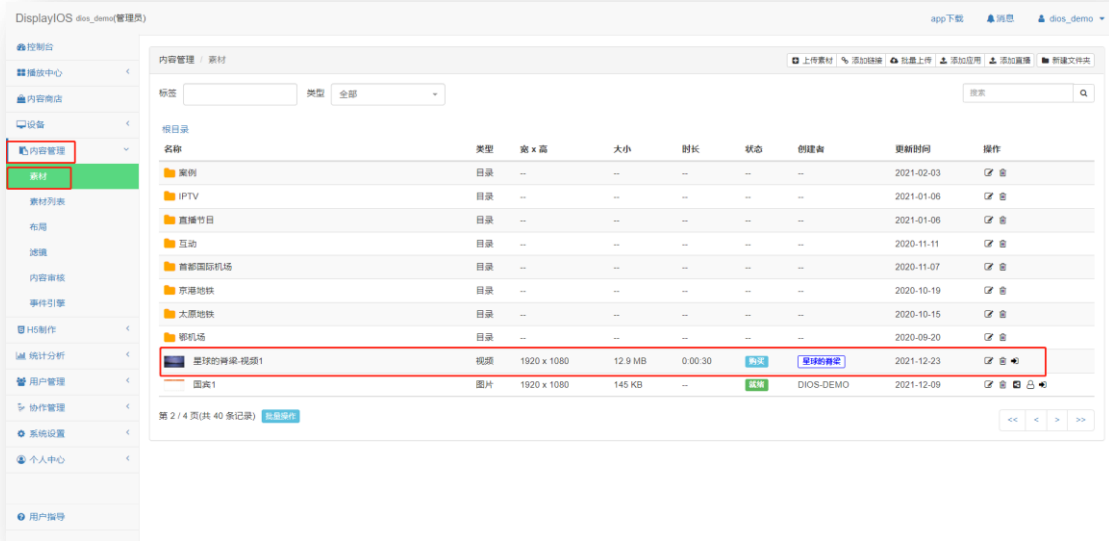 DisplayIOS dios_demo(管理员) app下载 消息 dios_demo
控制台
播放中心
内容商店
设备
内容管理
素材
素材列表
布局
滤镜
内容审核
事件引擎
H5制作
统计分析
用户管理
协作管理
系统设置
个人中心
用户指导
内容管理 / 素材 上传素材 添加链接 批量上传 添加应用 添加直播 新建文件夹
标签 类型 全部 搜索
根目录
名称 类型 宽 x 高 大小 时长 状态 创建者 更新时间 操作
案例 目录 -- -- -- -- -- 2021-02-03
IPTV 目录 -- -- -- -- -- 2021-01-06
直播节目 目录 -- -- -- -- -- 2021-01-06
互动 目录 -- -- -- -- -- 2020-11-11
首都国际机场 目录 -- -- -- -- -- 2020-11-07
京港地铁 目录 -- -- -- -- -- 2020-10-19
太原地铁 目录 -- -- -- -- -- 2020-10-15
鄂机场 目录 -- -- -- -- -- 2020-09-20
星球的脊梁-视频1 视频 1920 x 1080 12.9 MB 0:00:30 购买 星球的脊梁 2021-12-23
国宾1 图片 1920 x 1080 145 KB -- 就绪 DIOS-DEMO 2021-12-09
第 2 / 4 页(共 40 条记录) 批量操作 << < > >>